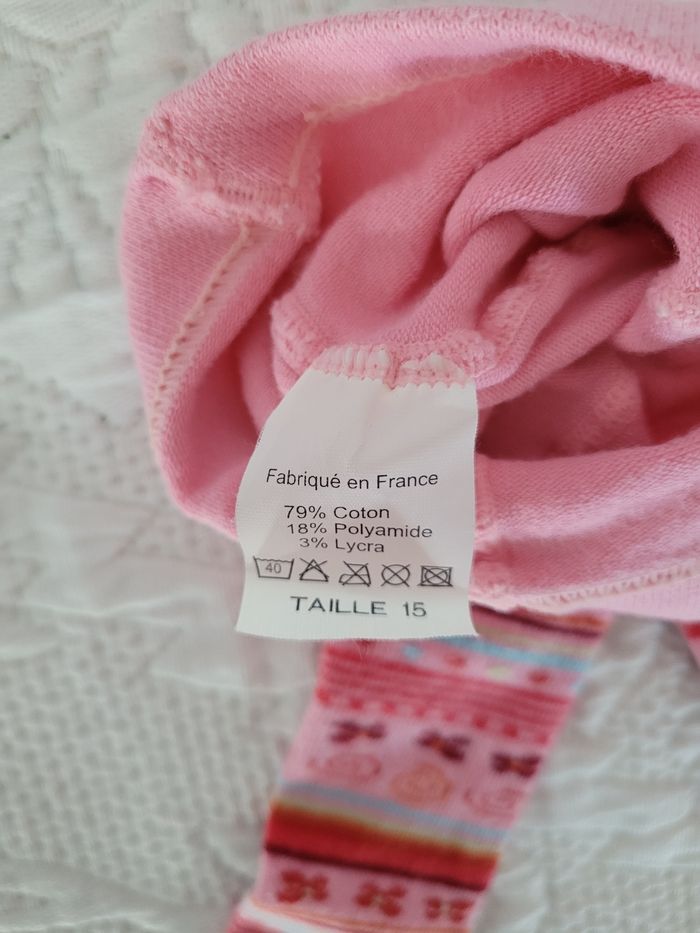 Fabriqué en France
79% Coton
18% Polyamide
3% Lycra
40
TAILLE 15